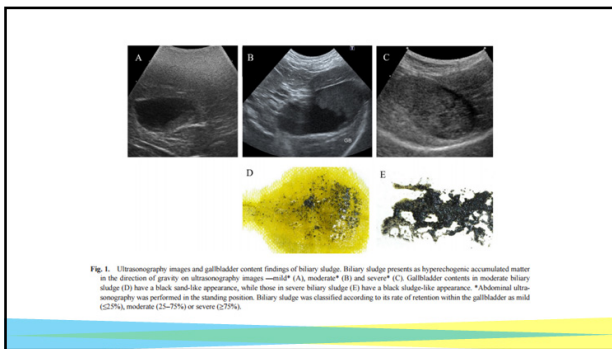 A
B
C
GB
D
E
Fig. 1. Ultrasonography images and gallbladder content findings of biliary sludge. Biliary sludge presents as hyperechogenic accumulated matter
in the direction of gravity on ultrasonography images —mild* (A), moderate* (B) and severe* (C). Gallbladder contents in moderate biliary
sludge (D) have a black sand-like appearance, while those in severe biliary sludge (E) have a black sludge-like appearance. *Abdominal ultra-
sonography was performed in the standing position. Biliary sludge was classified according to its rate of retention within the gallbladder as mild
(≤25%), moderate (25–75%) or severe (≥75%).